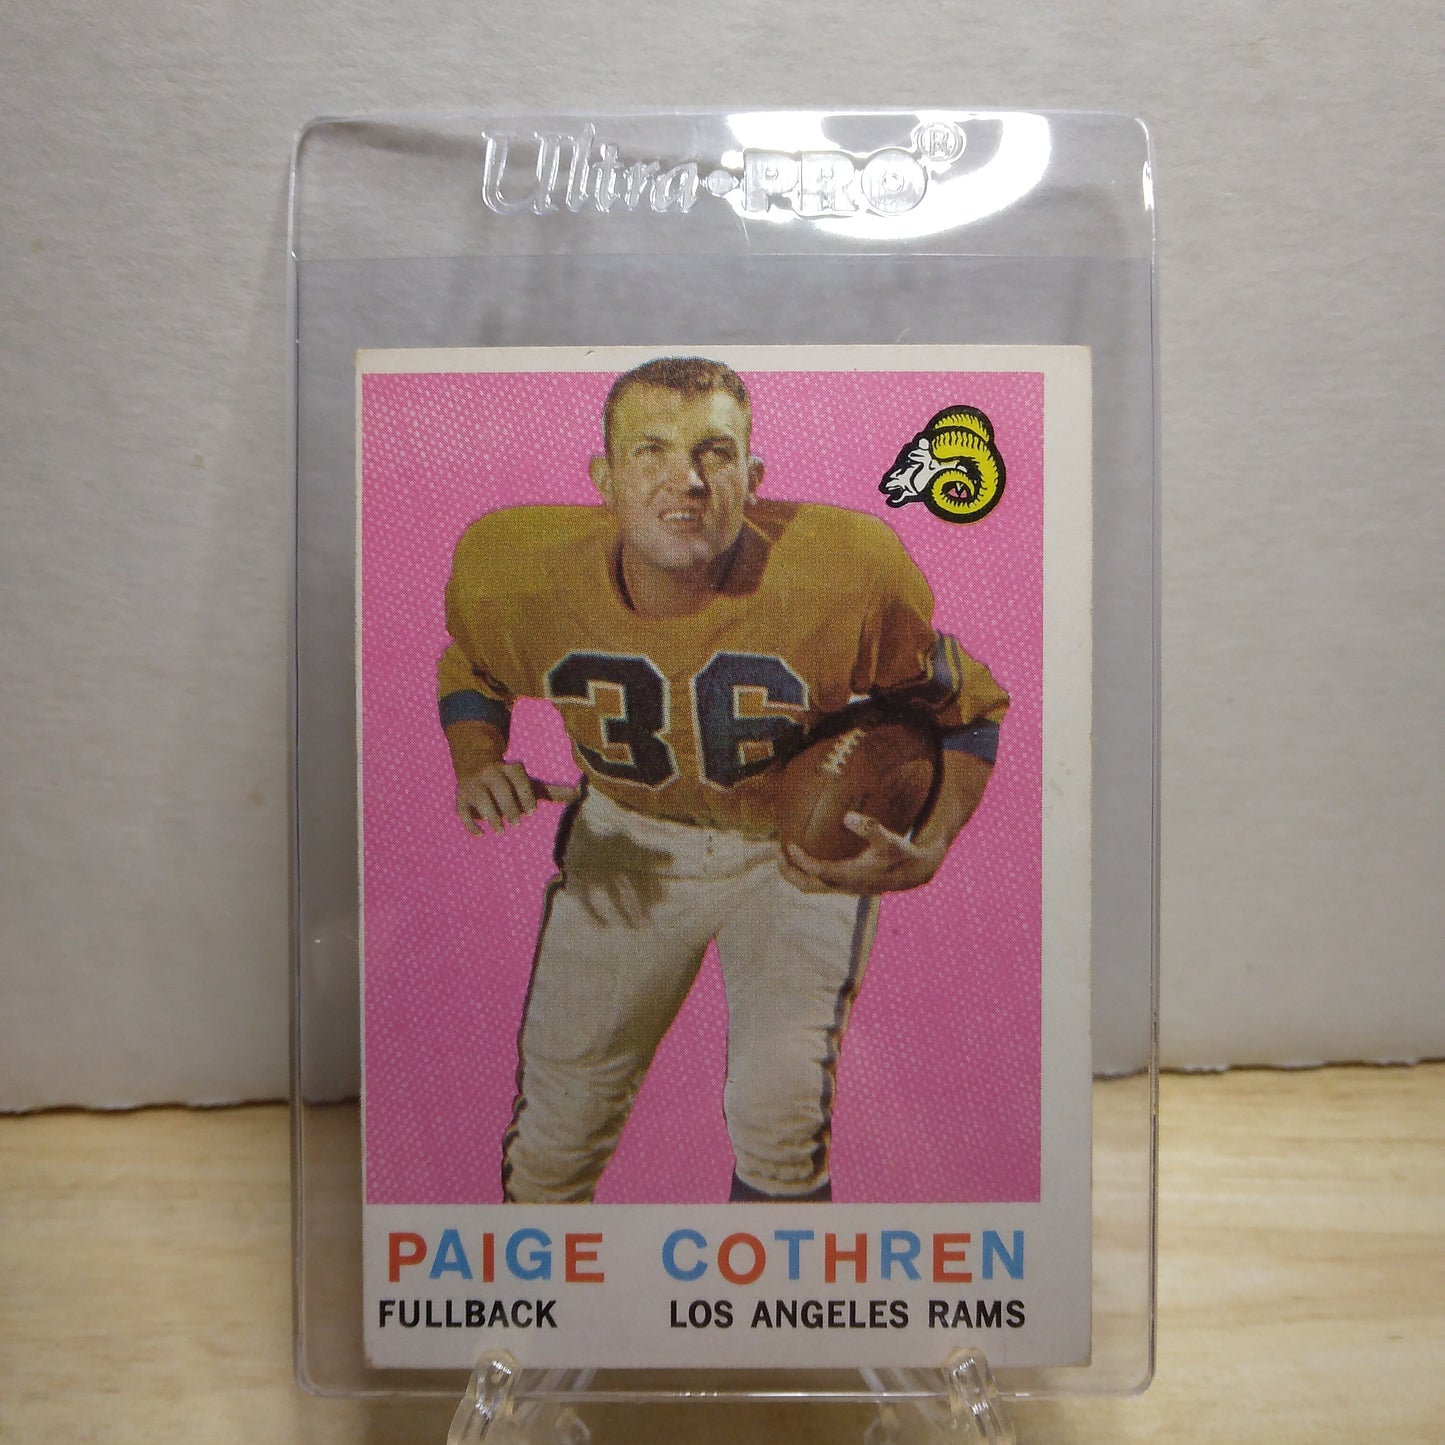 Ultra·PRO®
36
PAIGE COTHREN
FULLBACK LOS ANGELES RAMS